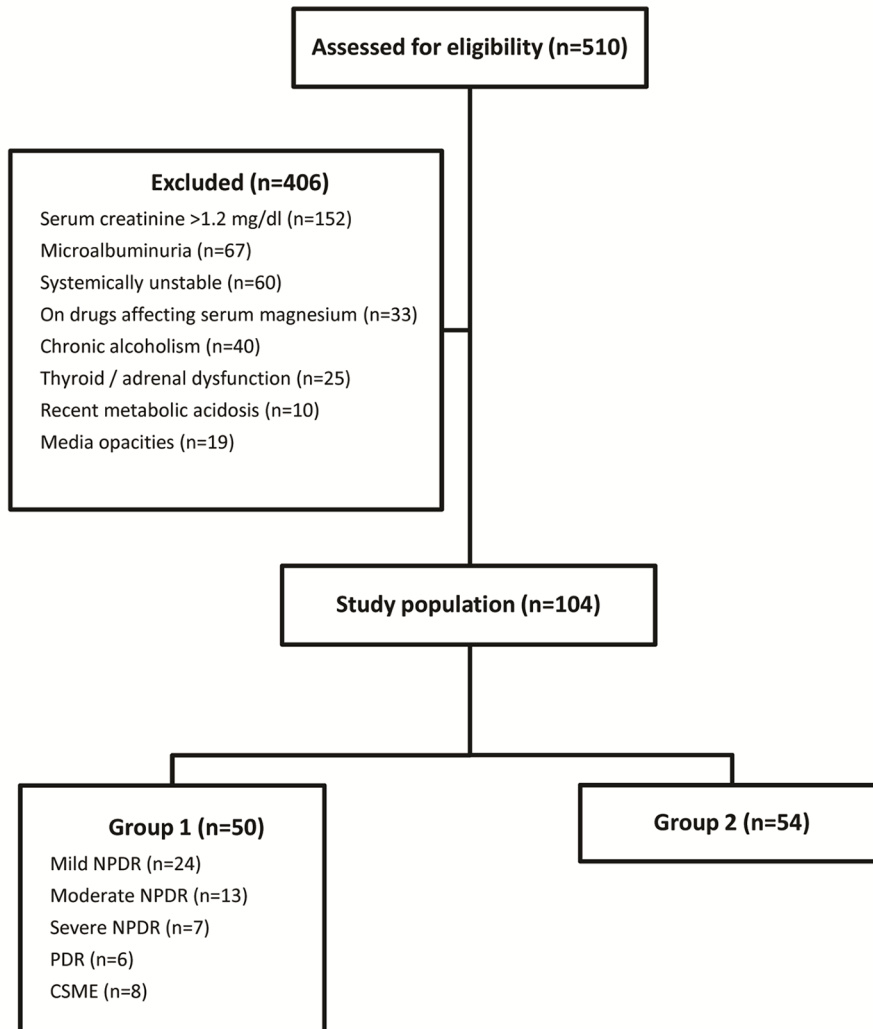 Assessed for eligibility (n=510)
Excluded (n=406)
Serum creatinine >1.2 mg/dl (n=152)
Microalbuminuria (n=67)
Systemically unstable (n=60)
On drugs affecting serum magnesium (n=33)
Chronic alcoholism (n=40)
Thyroid / adrenal dysfunction (n=25)
Recent metabolic acidosis (n=10)
Media opacities (n=19)
Study population (n=104)
Group 1 (n=50)
Mild NPDR (n=24)
Moderate NPDR (n=13)
Severe NPDR (n=7)
PDR (n=6)
CSME (n=8)
Group 2 (n=54)